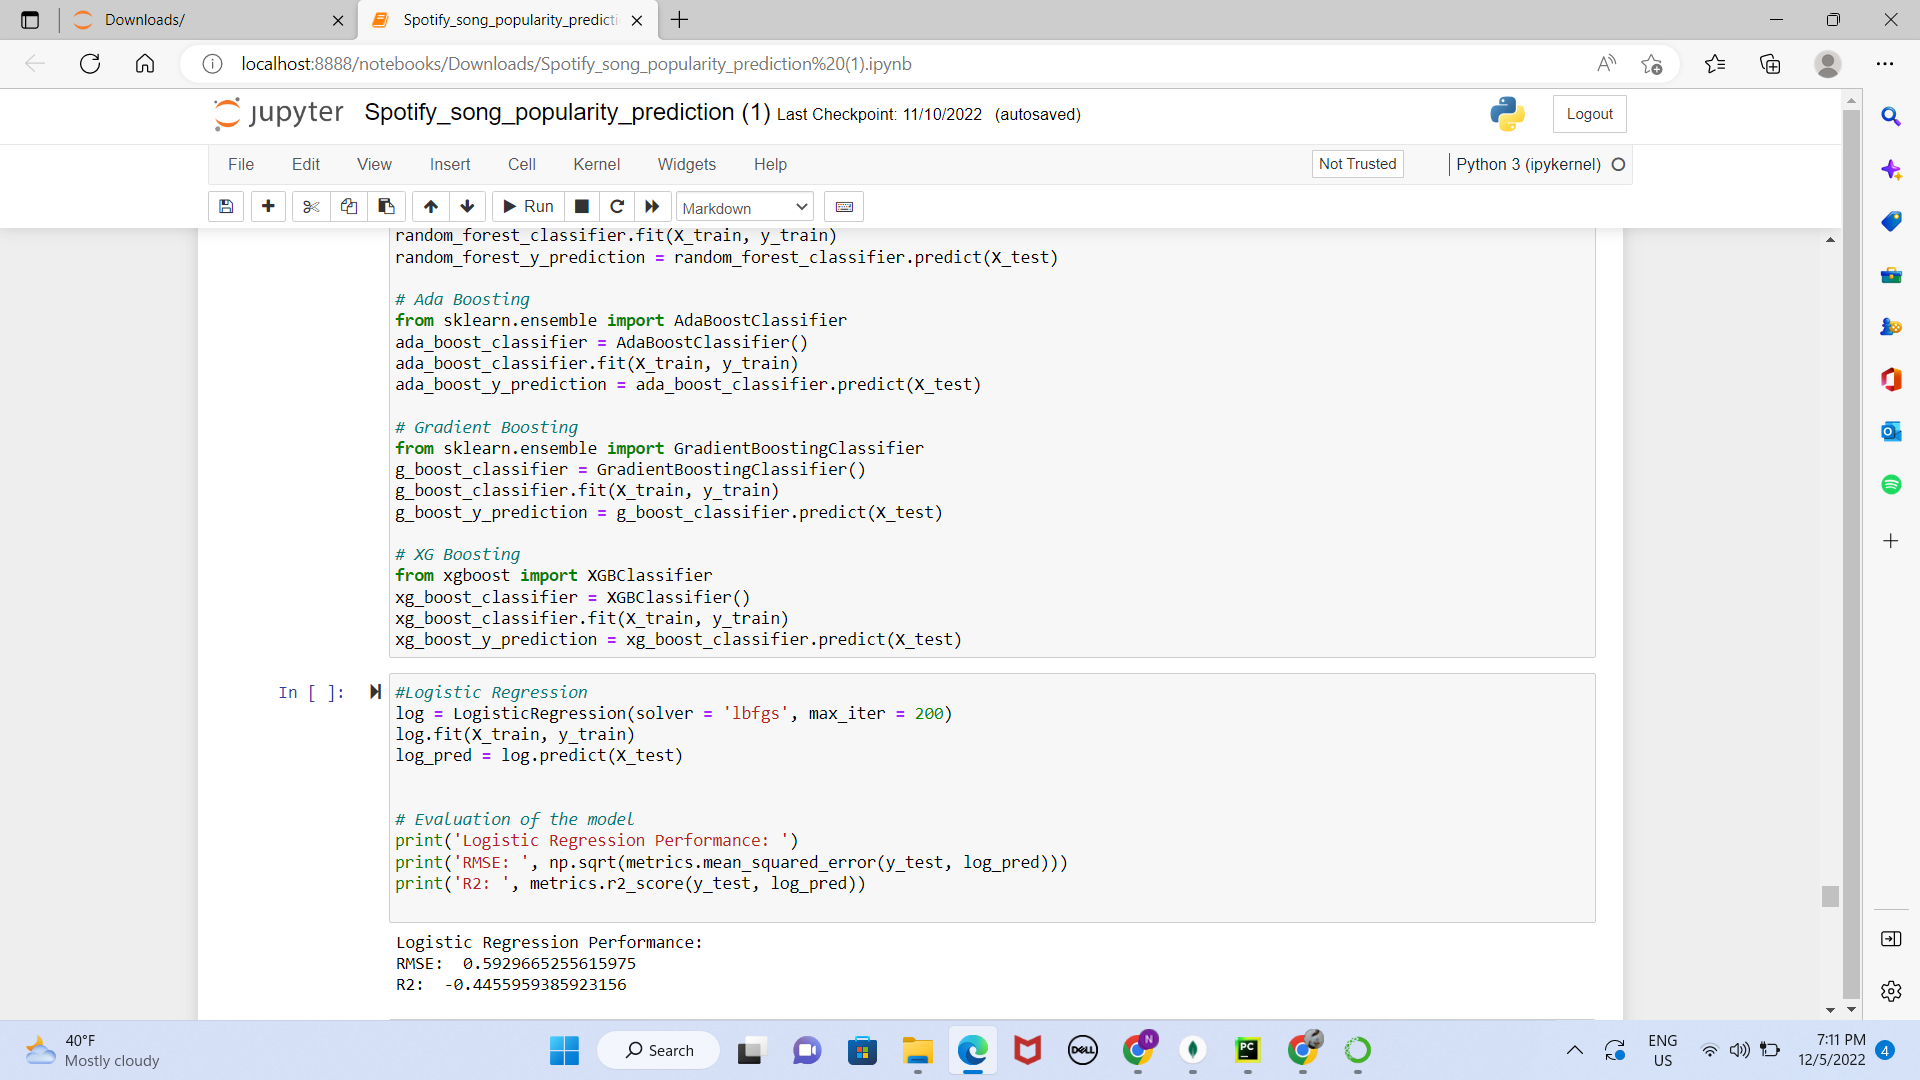 Downloads/
Spotify_song_popularity_predicti
localhost:8888/notebooks/Downloads/Spotify_song_popularity_prediction%20(1).ipynb
jupyter
Spotify_song_popularity_prediction (1) Last Checkpoint: 11/10/2022 (autosaved)
Logout
File Edit View Insert Cell Kernel Widgets Help
Not Trusted
Python 3 (ipykernel)
Run
Markdown
random_forest_classifier.fit(X_train, y_train)
random_forest_y_prediction = random_forest_classifier.predict(X_test)
# Ada Boosting
from sklearn.ensemble import AdaBoostClassifier
ada_boost_classifier = AdaBoostClassifier()
ada_boost_classifier.fit(X_train, y_train)
ada_boost_y_prediction = ada_boost_classifier.predict(X_test)
# Gradient Boosting
from sklearn.ensemble import GradientBoostingClassifier
g_boost_classifier = GradientBoostingClassifier()
g_boost_classifier.fit(X_train, y_train)
g_boost_y_prediction = g_boost_classifier.predict(X_test)
# XG Boosting
from xgboost import XGBClassifier
xg_boost_classifier = XGBClassifier()
xg_boost_classifier.fit(X_train, y_train)
xg_boost_y_prediction = xg_boost_classifier.predict(X_test)
In [ ]:
#Logistic Regression
log = LogisticRegression(solver = 'lbfgs', max_iter = 200)
log.fit(X_train, y_train)
log_pred = log.predict(X_test)
# Evaluation of the model
print('Logistic Regression Performance: ')
print('RMSE: ', np.sqrt(metrics.mean_squared_error(y_test, log_pred)))
print('R2: ', metrics.r2_score(y_test, log_pred))
Logistic Regression Performance:
RMSE:  0.5929665255615975
R2:  -0.4455959385923156
40°F
Mostly cloudy
Search
DELL
N
PC
ENG
US
7:11 PM
12/5/2022
4